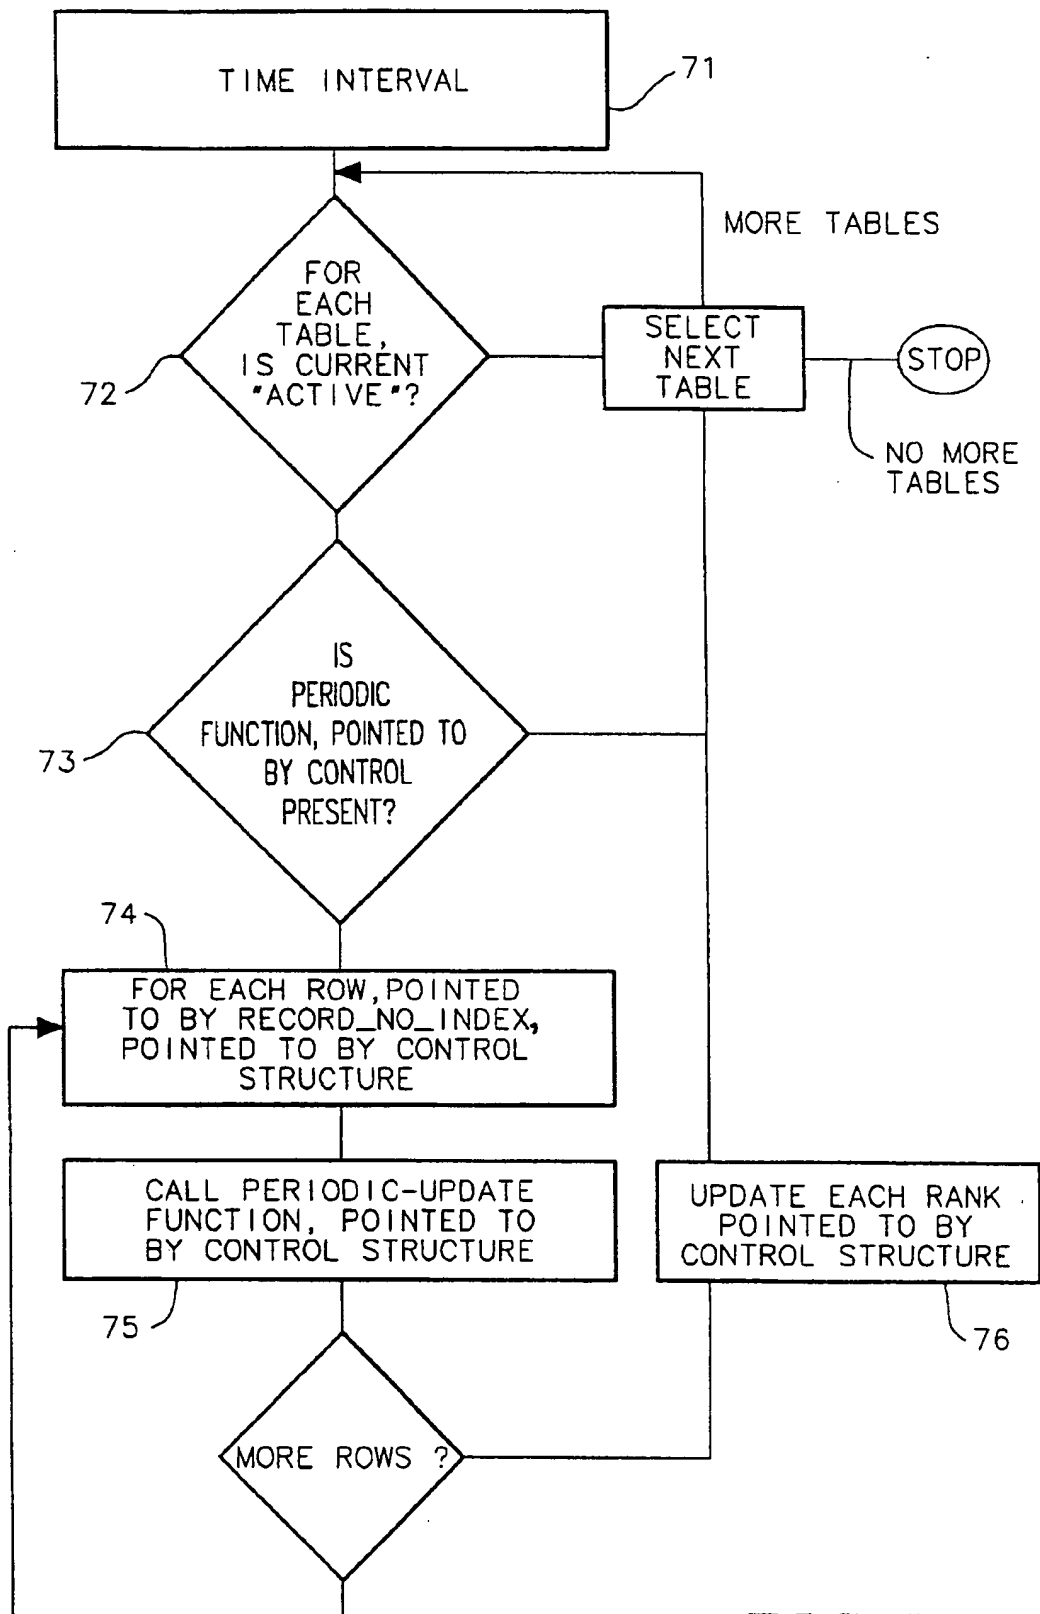 TIME INTERVAL
71
MORE TABLES
FOR
EACH
TABLE,
IS CURRENT
"ACTIVE"?
72
SELECT
NEXT
TABLE
STOP
NO MORE
TABLES
IS
PERIODIC
FUNCTION, POINTED TO
BY CONTROL
PRESENT?
73
74
FOR EACH ROW, POINTED
TO BY RECORD_NO_INDEX,
POINTED TO BY CONTROL
STRUCTURE
CALL PERIODIC-UPDATE
FUNCTION, POINTED TO
BY CONTROL STRUCTURE
75
UPDATE EACH RANK
POINTED TO BY
CONTROL STRUCTURE
76
MORE ROWS ?